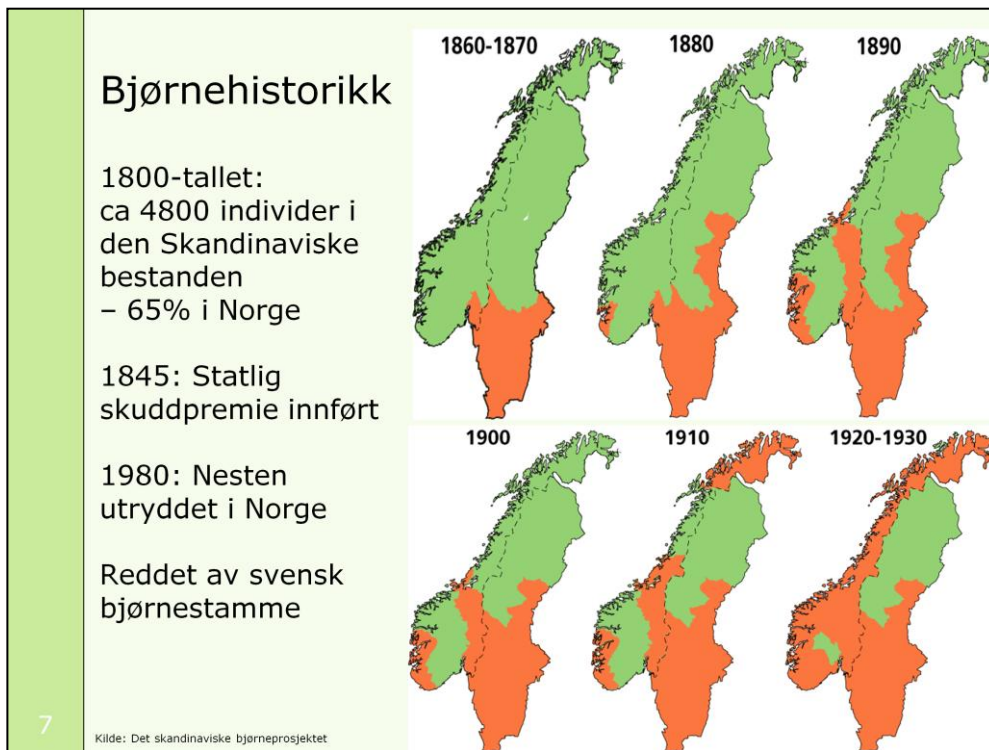 Bjørnehistorikk
1800-tallet:
ca 4800 individer i
den Skandinaviske
bestanden
– 65% i Norge
1845: Statlig
skuddpremie innført
1980: Nesten
utryddet i Norge
Reddet av svensk
bjørnestamme
7
Kilde: Det skandinaviske bjørneprosjektet
1860-1870
1880
1890
1900
1910
1920-1930